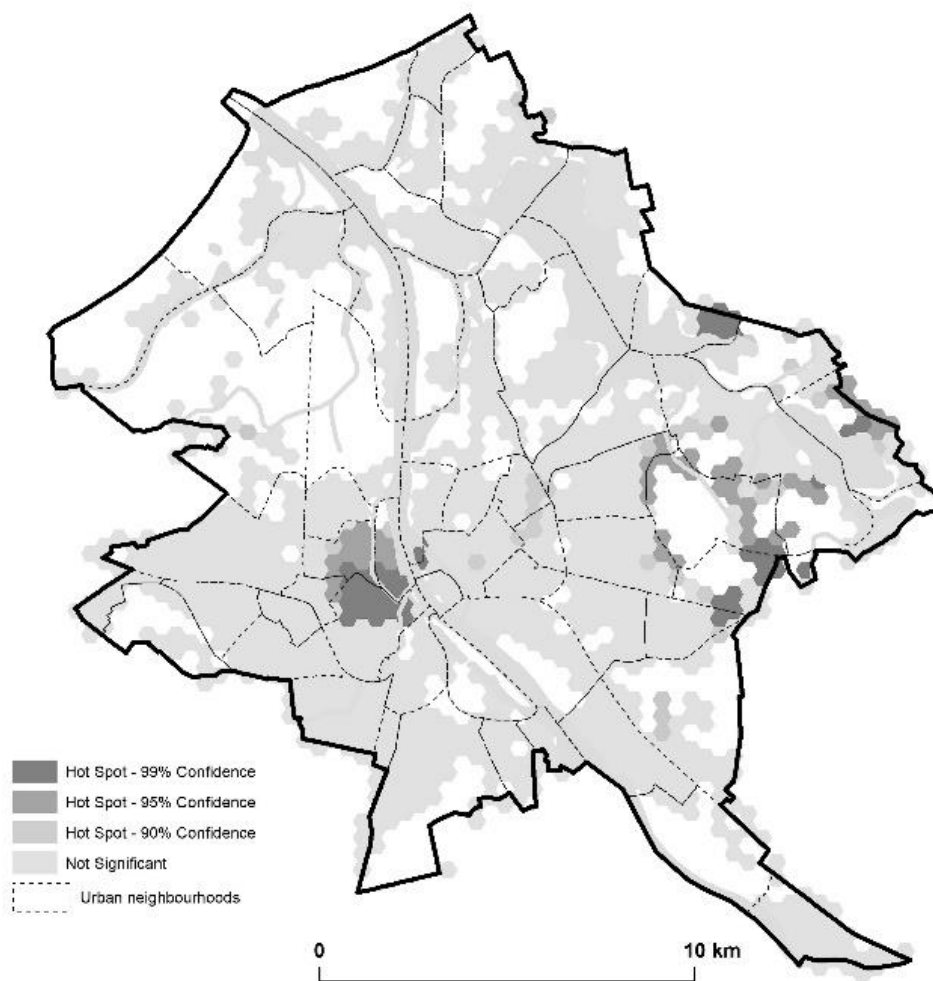 Hot Spot - 99% Confidence
Hot Spot - 95% Confidence
Hot Spot - 90% Confidence
Not Significant
Urban neighbourhoods
0 10 km